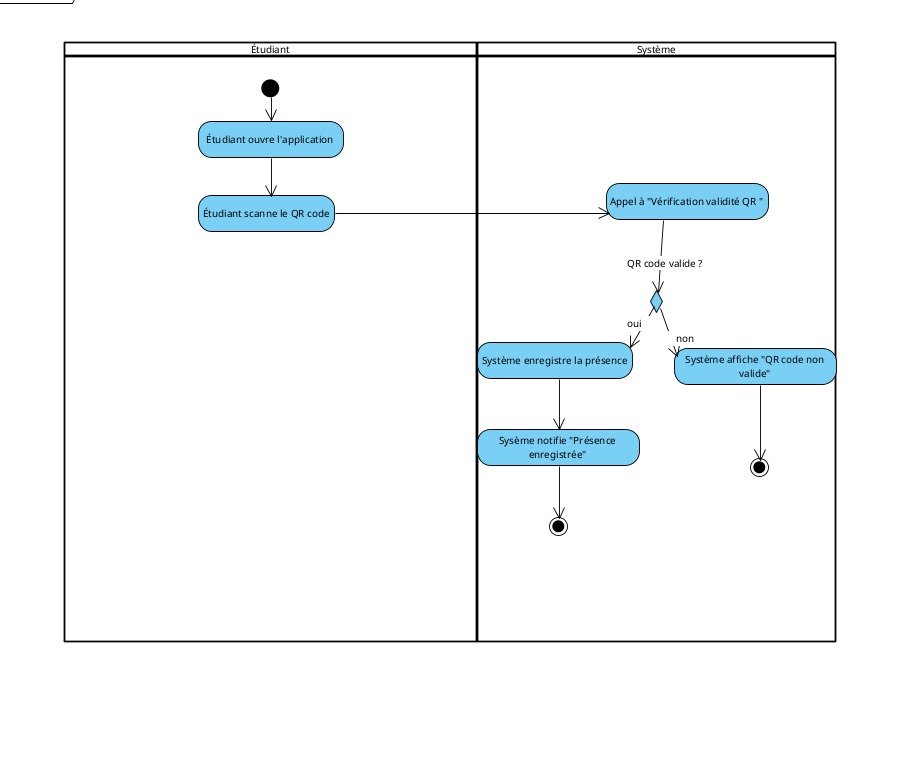 Étudiant
Système
Étudiant ouvre l'application
Étudiant scanne le QR code
Appel à "Vérification validité QR "
QR code valide ?
oui
non
Système enregistre la présence
Système affiche "QR code non
valide"
Sysème notifie "Présence
enregistrée"